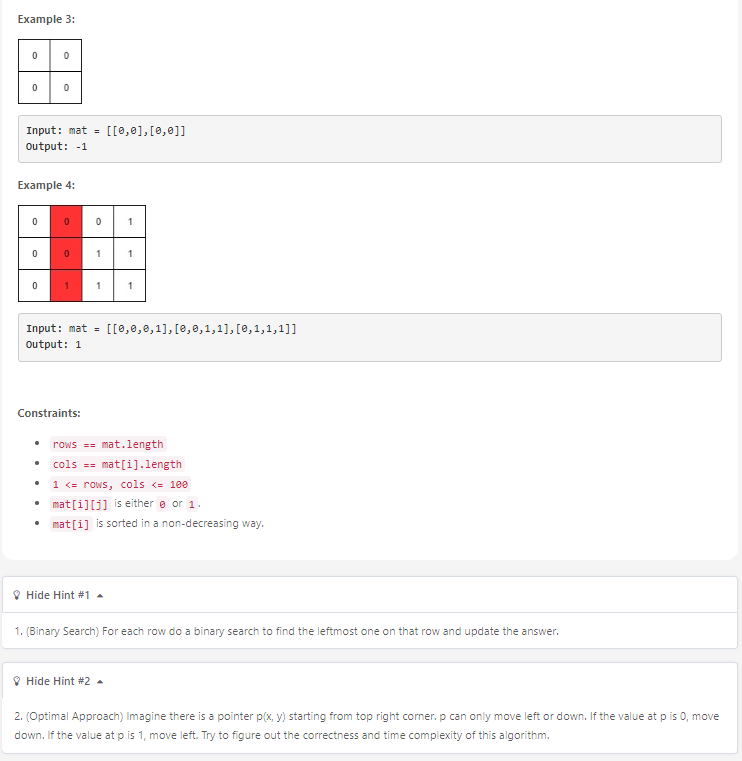 Example 3:
0 0
0 0
Input: mat = [[0,0],[0,0]]
Output: -1
Example 4:
0 0 0 1
0 0 1 1
0 1 1 1
Input: mat = [[0,0,0,1],[0,0,1,1],[0,1,1,1]]
Output: 1
Constraints:
• rows == mat.length
• cols == mat[i].length
• 1 <= rows, cols <= 100
• mat[i][j] is either 0 or 1.
• mat[i] is sorted in a non-decreasing way.
Hide Hint #1
1. (Binary Search) For each row do a binary search to find the leftmost one on that row and update the answer.
Hide Hint #2
2. (Optimal Approach) Imagine there is a pointer p(x, y) starting from top right corner. p can only move left or down. If the value at p is 0, move
down. If the value at p is 1, move left. Try to figure out the correctness and time complexity of this algorithm.